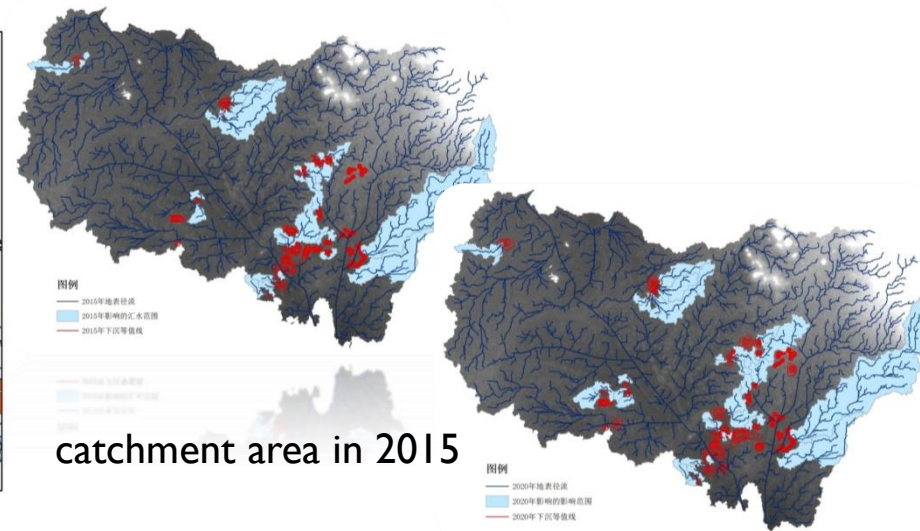 图例
2015年地表径流
2015年影响的汇水范围
2015年下沉等值线
catchment area in 2015
图例
2020年地表径流
2020年影响的影响范围
2020年下沉等值线